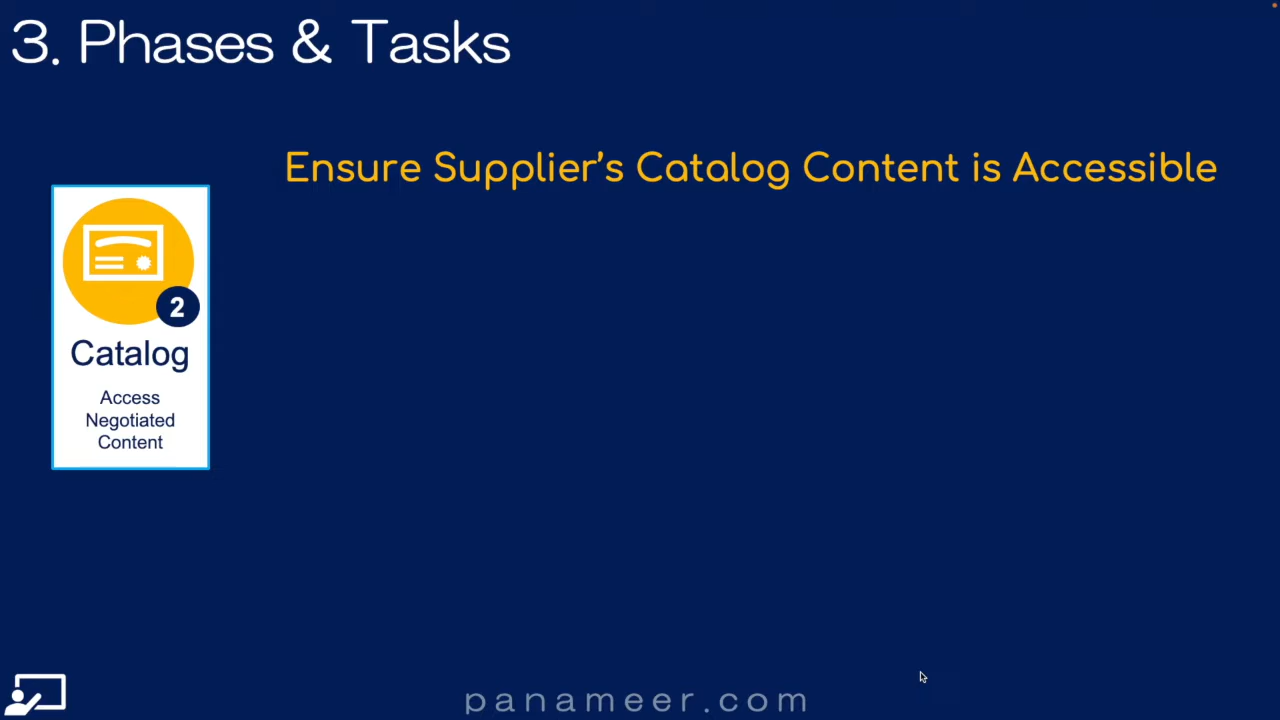 3. Phases & Tasks
Ensure Supplier’s Catalog Content is Accessible
2
Catalog
Access
Negotiated
Content
panameer.com